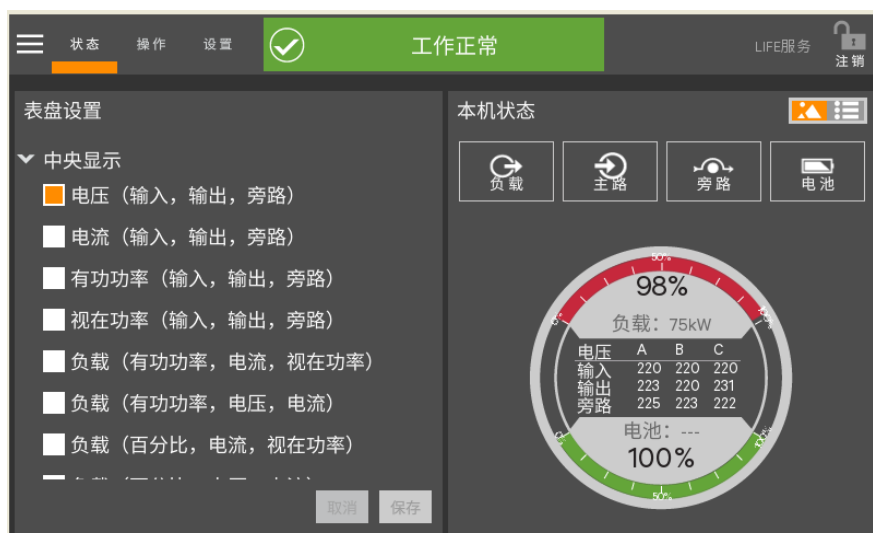 状态 操作 设置 工作正常 LIFE服务 注销
表盘设置
中央显示
电压（输入，输出，旁路）
电流（输入，输出，旁路）
有功功率（输入，输出，旁路）
视在功率（输入，输出，旁路）
负载（有功功率，电流，视在功率）
负载（有功功率，电压，电流）
负载（百分比，电流，视在功率）
取消 保存
本机状态
负载 主路 旁路 电池
50%
0% 100%
98%
负载：75kW
电压 A B C
输入 220 220 220
输出 223 220 231
旁路 225 223 222
电池：---
100%
0% 100%
50%